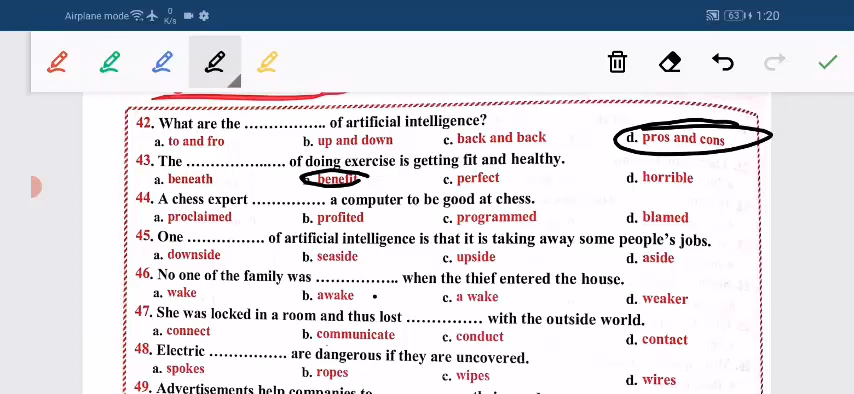 Airplane mode 0 K/s 63 1:20
42. What are the ................ of artificial intelligence?
a. to and fro b. up and down c. back and back d. pros and cons
43. The .................... of doing exercise is getting fit and healthy.
a. beneath benefit c. perfect d. horrible
44. A chess expert ............... a computer to be good at chess.
a. proclaimed b. profited c. programmed d. blamed
45. One ................ of artificial intelligence is that it is taking away some people's jobs.
a. downside b. seaside c. upside d. aside
46. No one of the family was ................. when the thief entered the house.
a. wake b. awake c. a wake d. weaker
47. She was locked in a room and thus lost ............... with the outside world.
a. connect b. communicate c. conduct d. contact
48. Electric ................ are dangerous if they are uncovered.
a. spokes b. ropes c. wipes d. wires
49. Advertisements help companies to